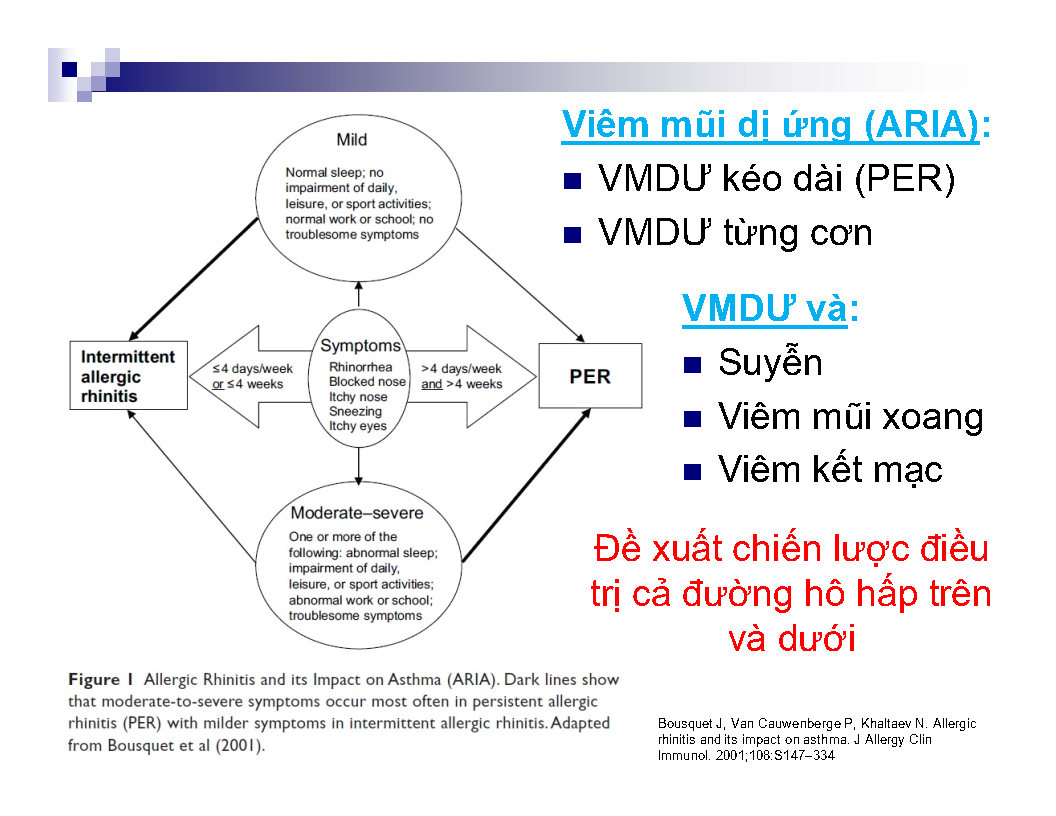 Mild
Normal sleep; no
impairment of daily,
leisure, or sport activities;
normal work or school; no
troublesome symptoms
Intermittent
allergic
rhinitis
≤4 days/week
or ≤4 weeks
Symptoms
Rhinorrhea
Blocked nose
Itchy nose
Sneezing
Itchy eyes
>4 days/week
and >4 weeks
PER
Moderate–severe
One or more of the
following: abnormal sleep;
impairment of daily,
leisure, or sport activities;
abnormal work or school;
troublesome symptoms
Figure 1 Allergic Rhinitis and its Impact on Asthma (ARIA). Dark lines show
that moderate-to-severe symptoms occur most often in persistent allergic
rhinitis (PER) with milder symptoms in intermittent allergic rhinitis. Adapted
from Bousquet et al (2001).
Viêm mũi dị ứng (ARIA):
VMDƯ kéo dài (PER)
VMDƯ từng cơn
VMDƯ và:
Suyễn
Viêm mũi xoang
Viêm kết mạc
Đề xuất chiến lược điều
trị cả đường hô hấp trên
và dưới
Bousquet J, Van Cauwenberge P, Khaltaev N. Allergic
rhinitis and its impact on asthma. J Allergy Clin
Immunol. 2001;108:S147–334